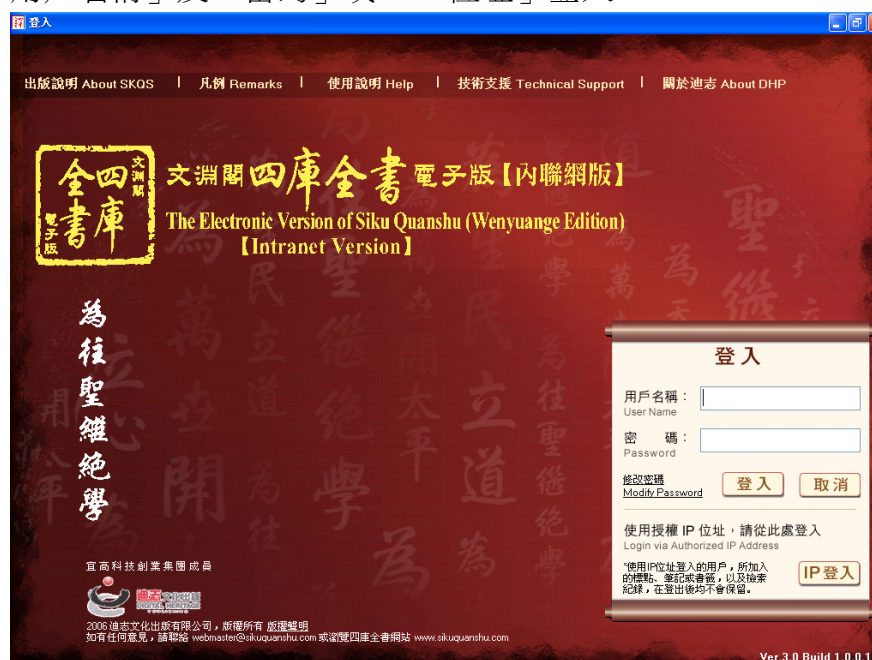 登入
出版說明 About SKQS | 凡例 Remarks | 使用說明 Help | 技術支援 Technical Support | 關於迪志 About DHP
文淵閣
四庫全書
電子版
文淵閣四庫全書電子版【內聯網版】
The Electronic Version of Siku Quanshu (Wenyuange Edition)
【Intranet Version】
為往聖繼絕學
登入
用戶名稱：
User Name
密 碼：
Password
修改密碼
Modify Password
登入 取消
使用授權 IP 位址，請從此處登入
Login via Authorized IP Address
*使用IP位址登入的用戶，所加入
的標點、筆記或書籤，以及檢索
紀錄，在登出後均不會保留。
IP登入
宜高科技創業集團成員
迪志文化出版
DIGITAL HERITAGE
2006 迪志文化出版有限公司，版權所有 版權聲明
如有任何意見，請聯絡 webmaster@sikuquanshu.com 或瀏覽四庫全書網站 www.sikuquanshu.com
Ver 3.0 Build 1.0.0.1